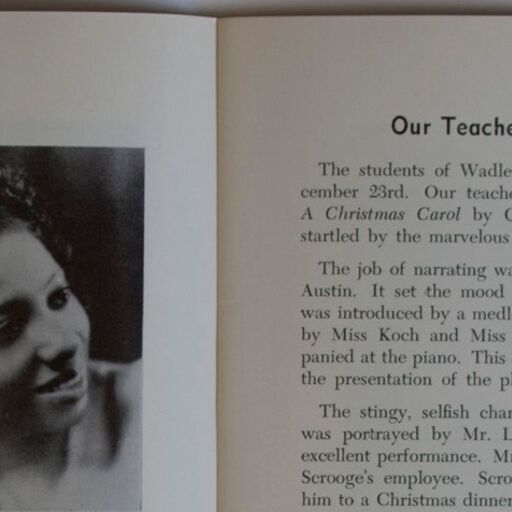 Our Teache
The students of Wadle
cember 23rd. Our teache
A Christmas Carol by C
startled by the marvelous
The job of narrating wa
Austin. It set the mood
was introduced by a medl
by Miss Koch and Miss
panied at the piano. This
the presentation of the pl
The stingy, selfish char
was portrayed by Mr. L
excellent performance. Mr
Scrooge's employee. Scro
him to a Christmas dinner